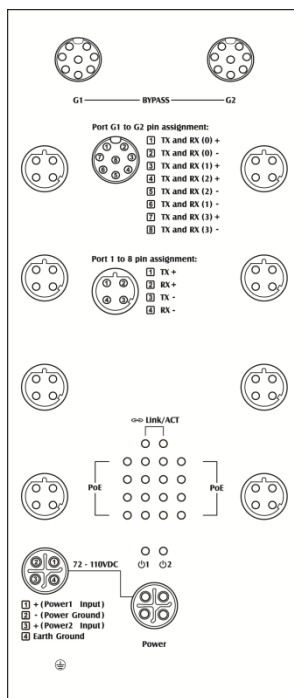 G1 BYPASS G2
Port G1 to G2 pin assignment:
1 TX and RX (0) +
2 TX and RX (0) -
3 TX and RX (1) +
4 TX and RX (2) +
5 TX and RX (2) -
6 TX and RX (1) -
7 TX and RX (3) +
8 TX and RX (3) -
Port 1 to 8 pin assignment:
1 TX +
2 RX+
3 TX -
4 RX -
Link/ACT
PoE PoE
72 - 110VDC
1 2
1 +(Power1 Input)
2 - (Power Ground)
3 +(Power2 Input)
4 Earth Ground
Power